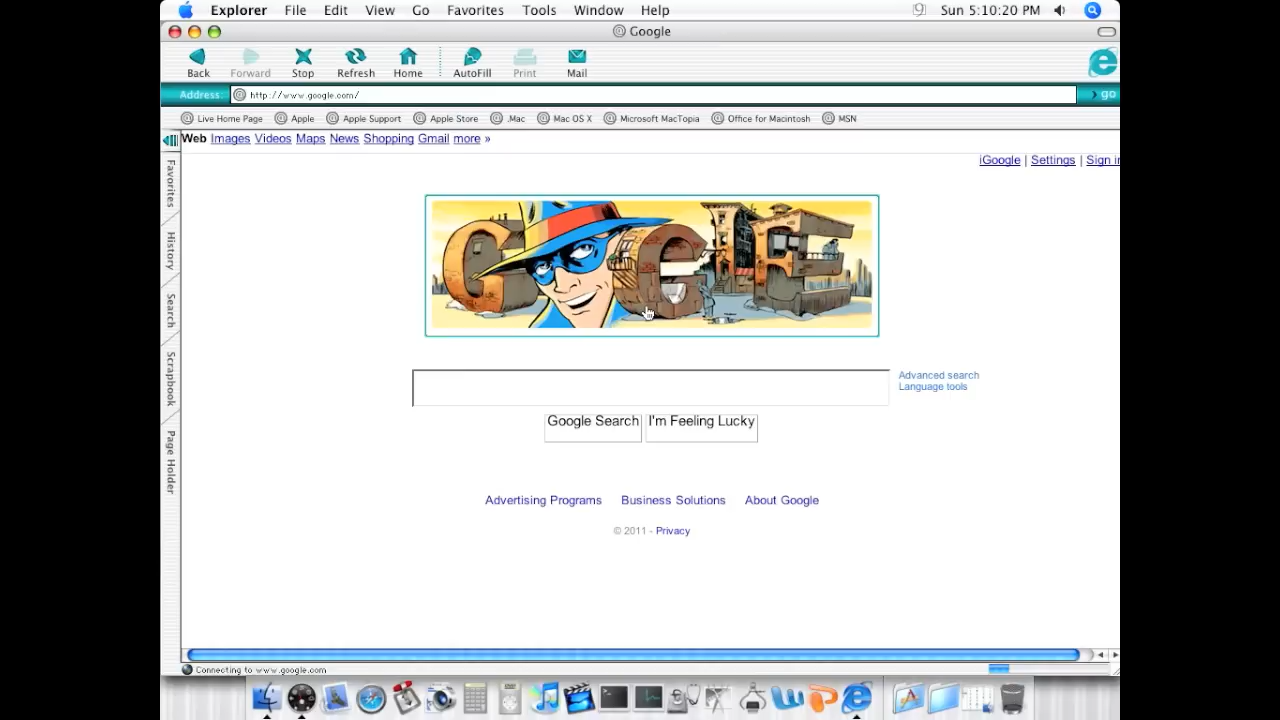 Explorer File Edit View Go Favorites Tools Window Help Sun 5:10:20 PM
@ Google
Back Forward Stop Refresh Home AutoFill Print Mail
Address: @ http://www.google.com/ › go
@ Live Home Page @ Apple @ Apple Support @ Apple Store @ .Mac @ Mac OS X @ Microsoft MacTopia @ Office for Macintosh @ MSN
Web Images Videos Maps News Shopping Gmail more »
iGoogle | Settings | Sign in
Favorites
History
Search
Scrapbook
Page Holder
GOOGLE
Advanced search
Language tools
Google Search I'm Feeling Lucky
Advertising Programs Business Solutions About Google
© 2011 - Privacy
Connecting to www.google.com